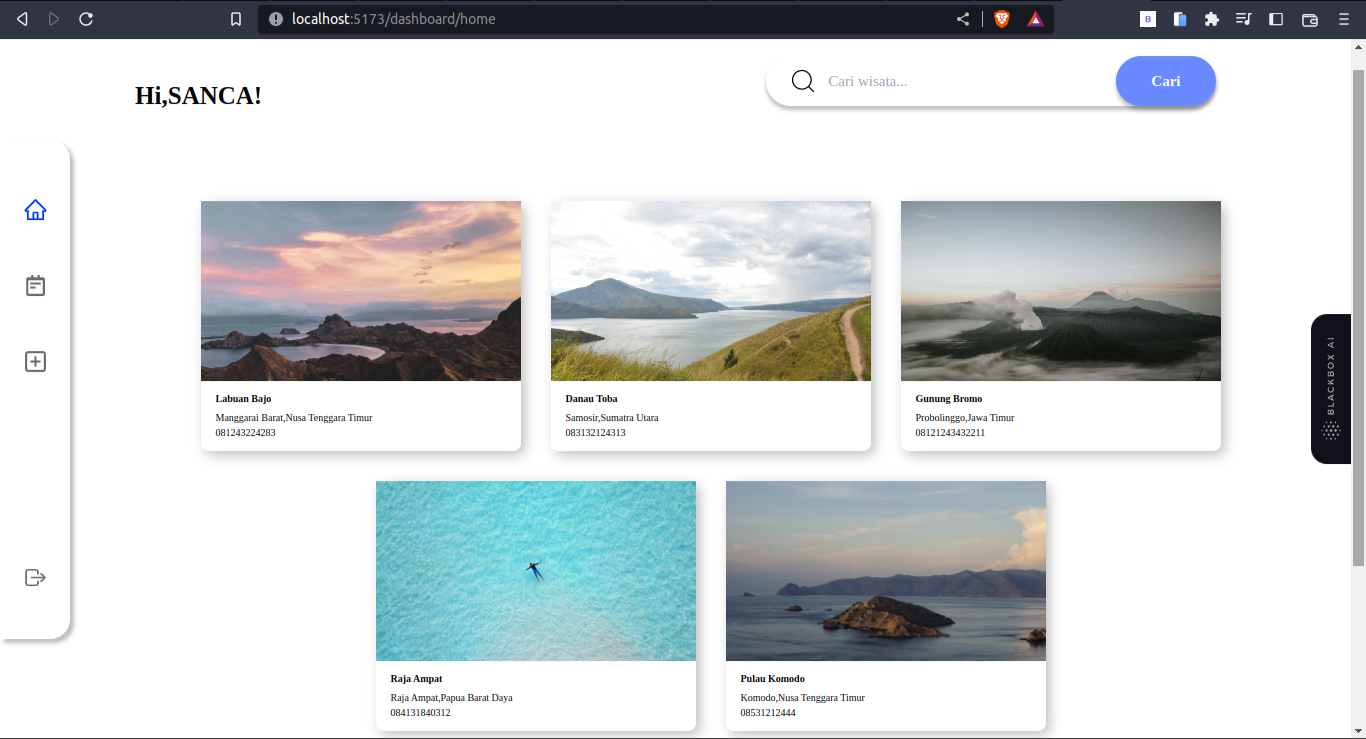 localhost:5173/dashboard/home
B
Hi,SANCA!
Cari wisata...
Cari
Labuan Bajo
Manggarai Barat,Nusa Tenggara Timur
081243224283
Danau Toba
Samosir,Sumatra Utara
083132124313
Gunung Bromo
Probolinggo,Jawa Timur
08121243432211
BLACKBOX AI
Raja Ampat
Raja Ampat,Papua Barat Daya
084131840312
Pulau Komodo
Komodo,Nusa Tenggara Timur
08531212444